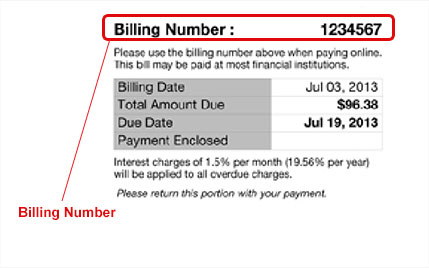 Billing Number : 1234567
Please use the billing number above when paying online.
This bill may be paid at most financial institutions.
Billing Date Jul 03, 2013
Total Amount Due $96.38
Due Date Jul 19, 2013
Payment Enclosed
Interest charges of 1.5% per month (19.56% per year)
will be applied to all overdue charges.
Please return this portion with your payment.
Billing Number